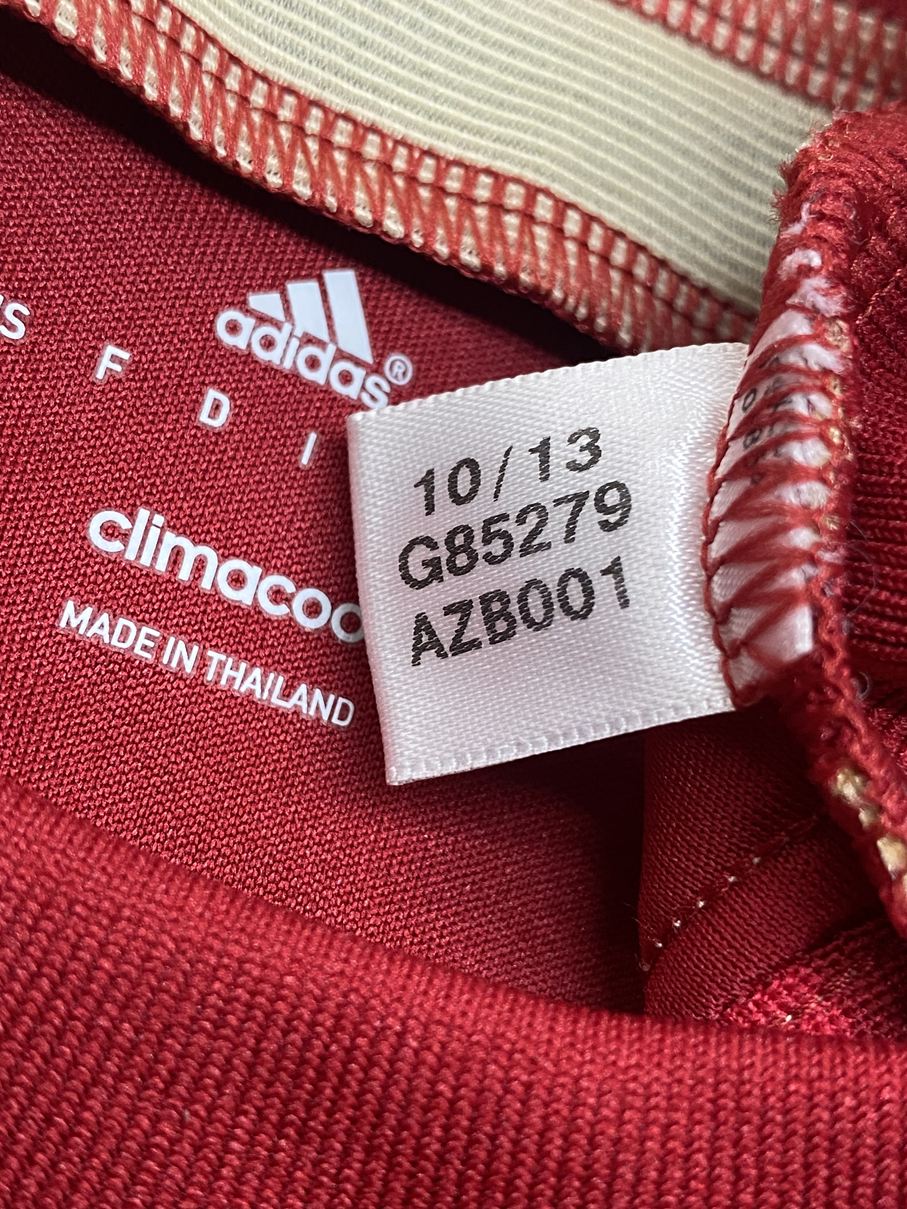 adidas®
F
D
I
climacoo
MADE IN THAILAND
10/13
G85279
AZB001